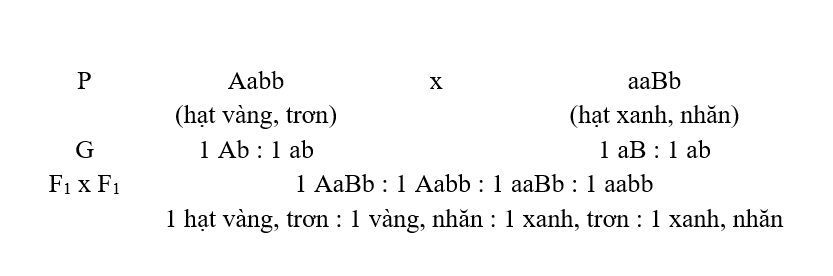 P Aabb x aaBb
(hạt vàng, trơn) (hạt xanh, nhăn)
G 1 Ab : 1 ab 1 aB : 1 ab
F₁ x F₁ 1 AaBb : 1 Aabb : 1 aaBb : 1 aabb
1 hạt vàng, trơn : 1 vàng, nhăn : 1 xanh, trơn : 1 xanh, nhăn